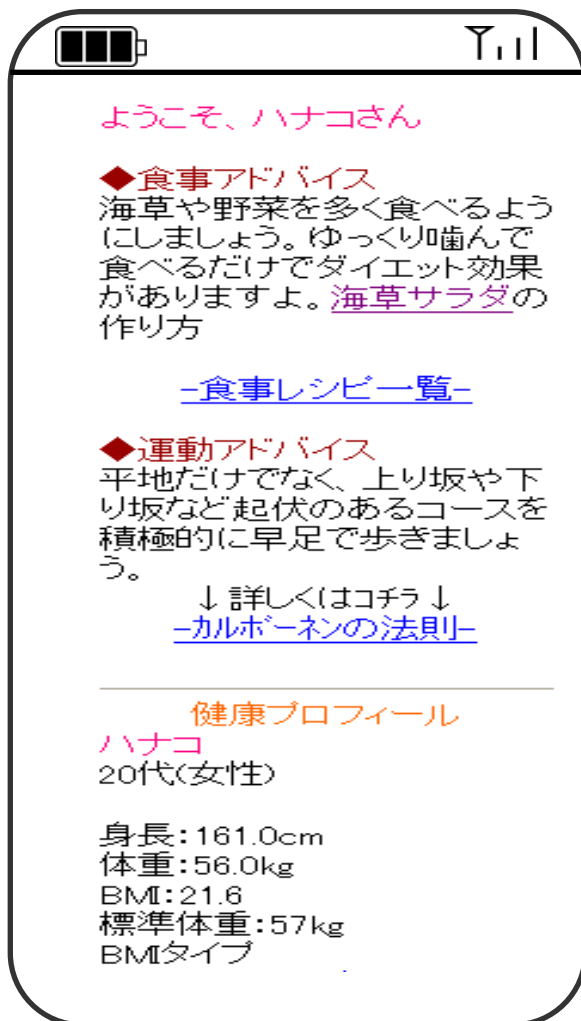 ようこそ、ハナコさん
◆食事アドバイス
海草や野菜を多く食べるよう
にしましょう。ゆっくり噛んで
食べるだけでダイエット効果
がありますよ。海草サラダの
作り方
-食事レシピ一覧-
◆運動アドバイス
平地だけでなく、上り坂や下
り坂など起伏のあるコースを
積極的に早足で歩きましょ
う。
↓詳しくはコチラ↓
-カルボーネンの法則-
健康プロフィール
ハナコ
20代(女性)
身長:161.0cm
体重:56.0kg
BMI:21.6
標準体重:57kg
BMIタイプ